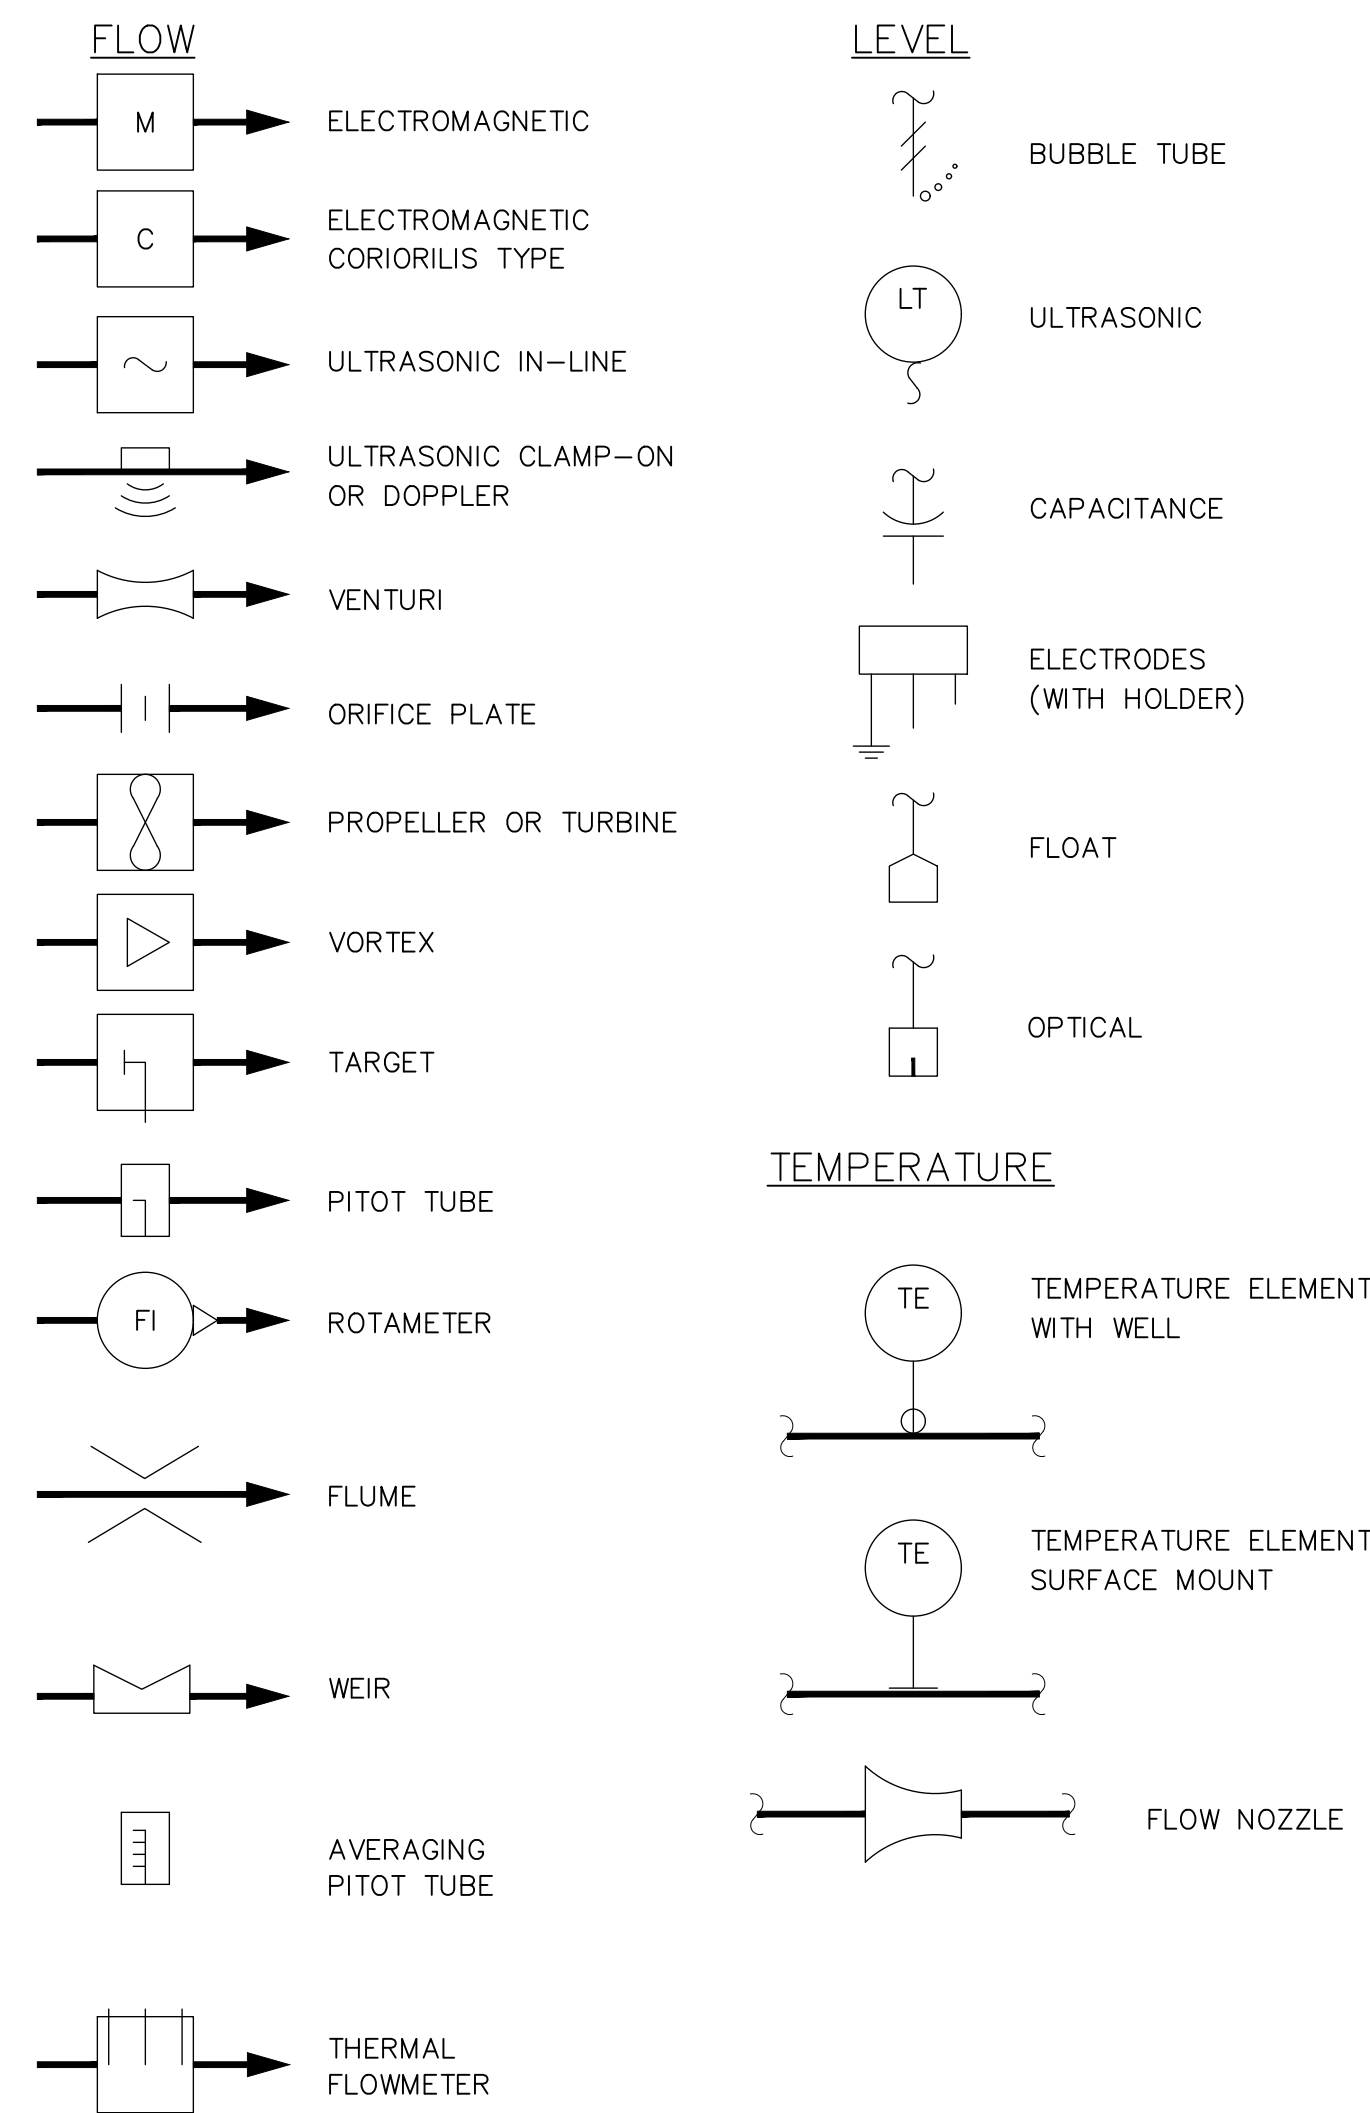 FLOW
M
ELECTROMAGNETIC
C
ELECTROMAGNETIC
CORIORILIS TYPE
ULTRASONIC IN-LINE
ULTRASONIC CLAMP-ON
OR DOPPLER
VENTURI
ORIFICE PLATE
PROPELLER OR TURBINE
VORTEX
TARGET
PITOT TUBE
FI
ROTAMETER
FLUME
WEIR
AVERAGING
PITOT TUBE
THERMAL
FLOWMETER
LEVEL
BUBBLE TUBE
LT
ULTRASONIC
CAPACITANCE
ELECTRODES
(WITH HOLDER)
FLOAT
OPTICAL
TEMPERATURE
TE
TEMPERATURE ELEMENT
WITH WELL
TE
TEMPERATURE ELEMENT
SURFACE MOUNT
FLOW NOZZLE